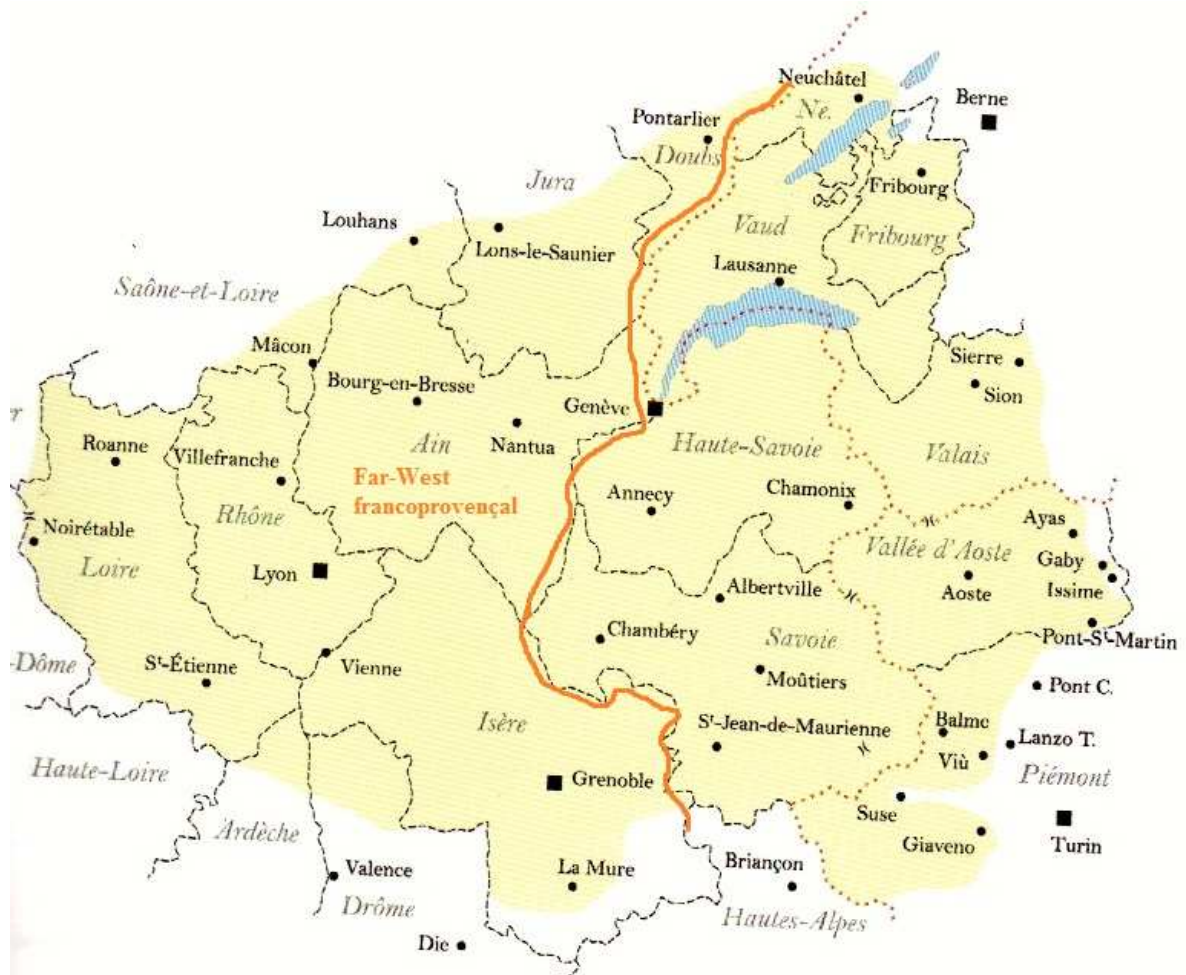 Neuchâtel
Berne
Ne.
Pontarlier
Doubs
Jura
Fribourg
Louhans
Vaud
Fribourg
Lons-le-Saunier
Lausanne
Saône-et-Loire
Mâcon
Sierre
Bourg-en-Bresse
Sion
Genève
Roanne
Ain
Nantua
Haute-Savoie
Villefranche
Valais
Far-West
francoprovençal
Annecy
Chamonix
Rhône
Ayas
Noirétable
Vallée d'Aoste
Gaby
Loire
Lyon
Albertville
Aoste
Issime
Chambéry
Savoie
Pont-St-Martin
-Dôme
St-Étienne
Vienne
Moûtiers
Pont C.
Isère
St-Jean-de-Maurienne
Balme
Lanzo T.
Haute-Loire
Viù
Piémont
Grenoble
Suse
Ardèche
Giaveno
Turin
Valence
La Mure
Briançon
Drôme
Hautes-Alpes
Die